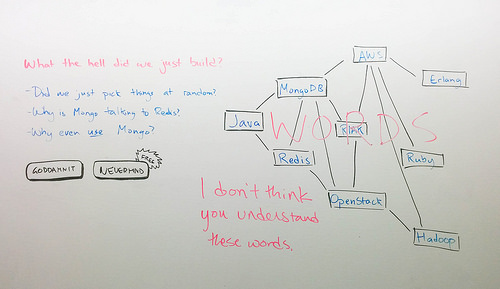 What the hell did we just build?
-Did we just pick things at random?
-Why is Mongo talking to Redis?
-Why even use Mongo?
GODDAMNIT
NEVERMIND
FREE
AWS
Erlang
MongoDB
Java
WORDS
RIAK
Redis
Ruby
OpenStack
Hadoop
I don't think
you understand
these words.